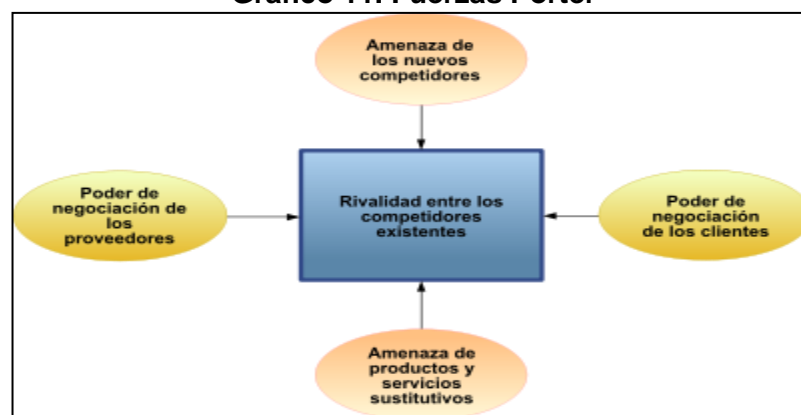 Amenaza de
los nuevos
competidores
Poder de
negociación de
los
proveedores
Rivalidad entre los
competidores
existentes
Poder de
negociación
de los clientes
Amenaza de
productos y
servicios
sustitutivos